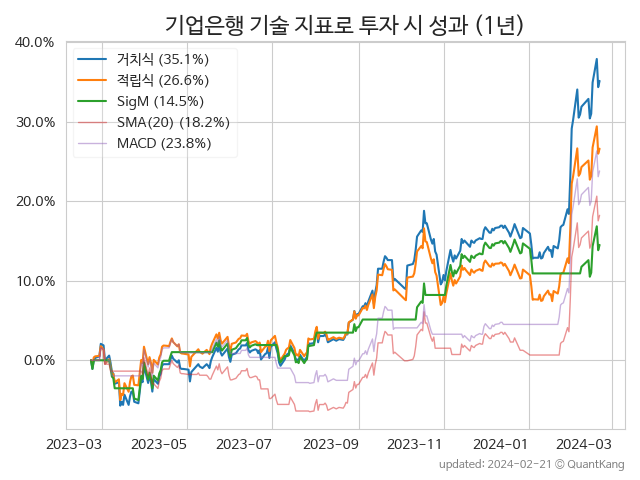 기업은행 기술 지표로 투자 시 성과 (1년)
40.0%
30.0%
20.0%
10.0%
0.0%
거치식 (35.1%)
적립식 (26.6%)
SigM (14.5%)
SMA(20) (18.2%)
MACD (23.8%)
2023-03 2023-05 2023-07 2023-09 2023-11 2024-01 2024-03
updated: 2024-02-21 © QuantKang